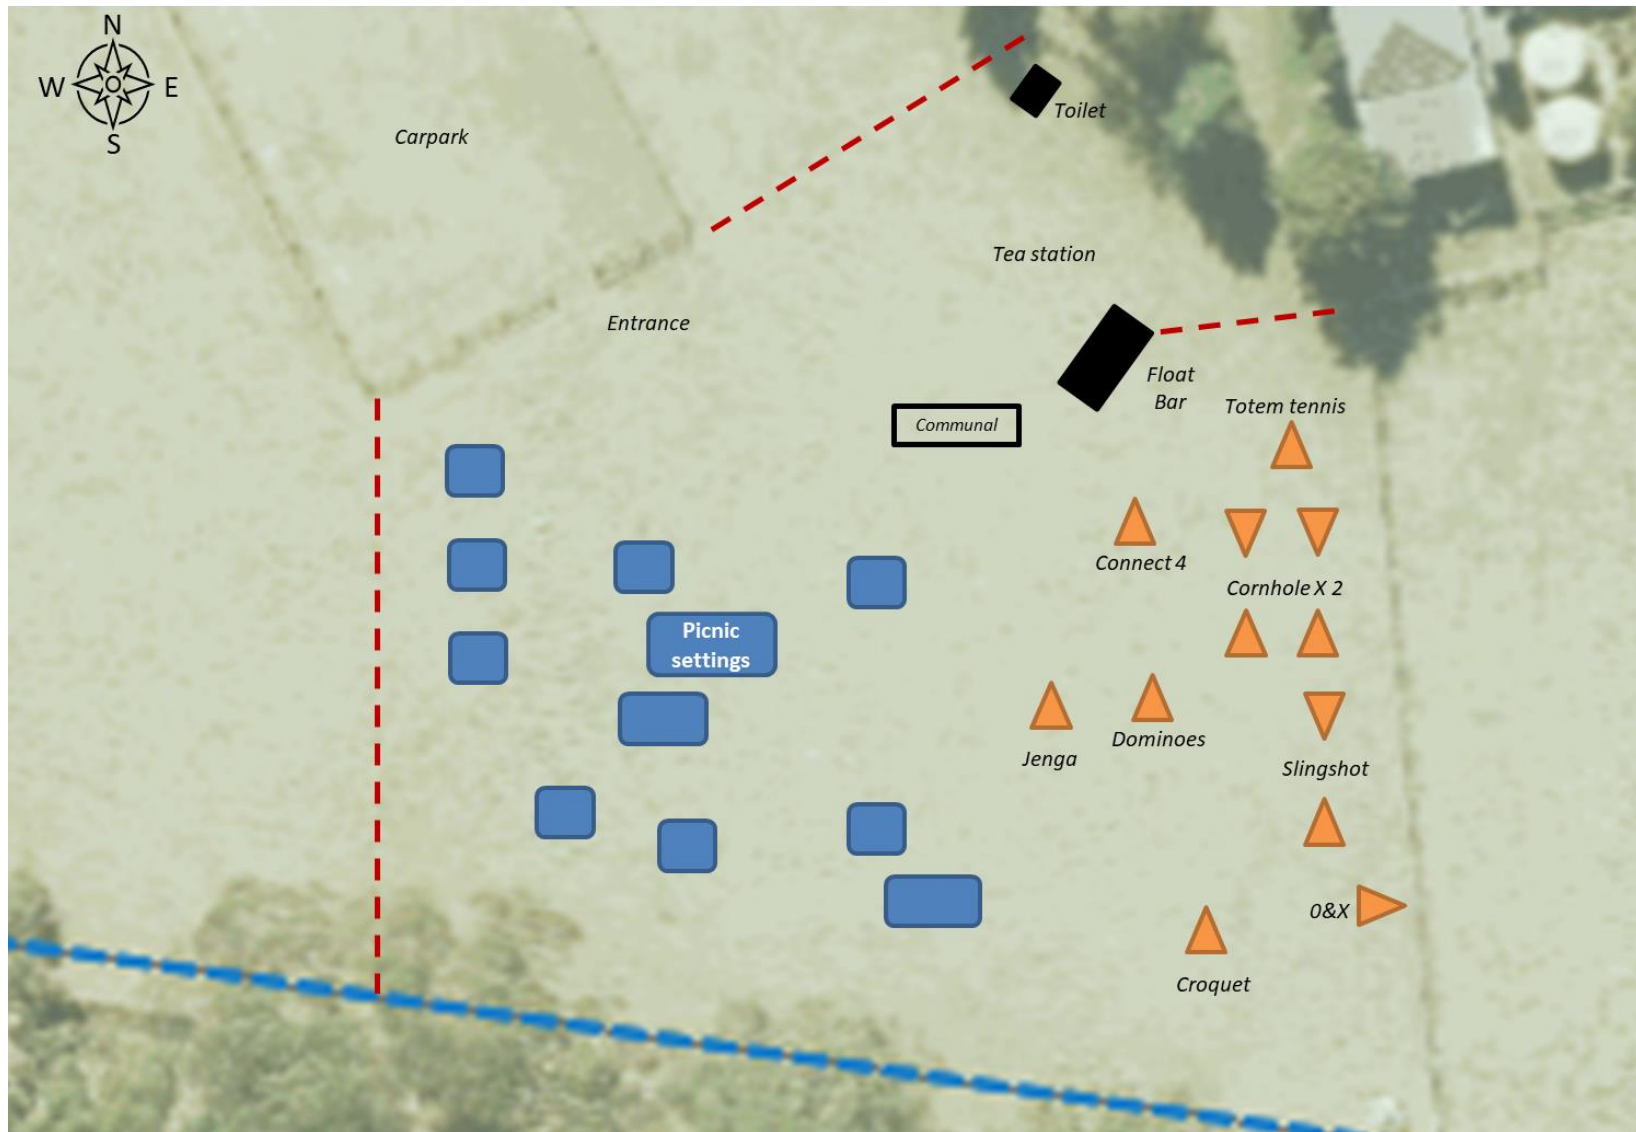 N
W E
S
Carpark
Toilet
Tea station
Entrance
Float
Bar
Totem tennis
Communal
Connect 4
Cornhole X 2
Picnic
settings
Jenga
Dominoes
Slingshot
0&X
Croquet